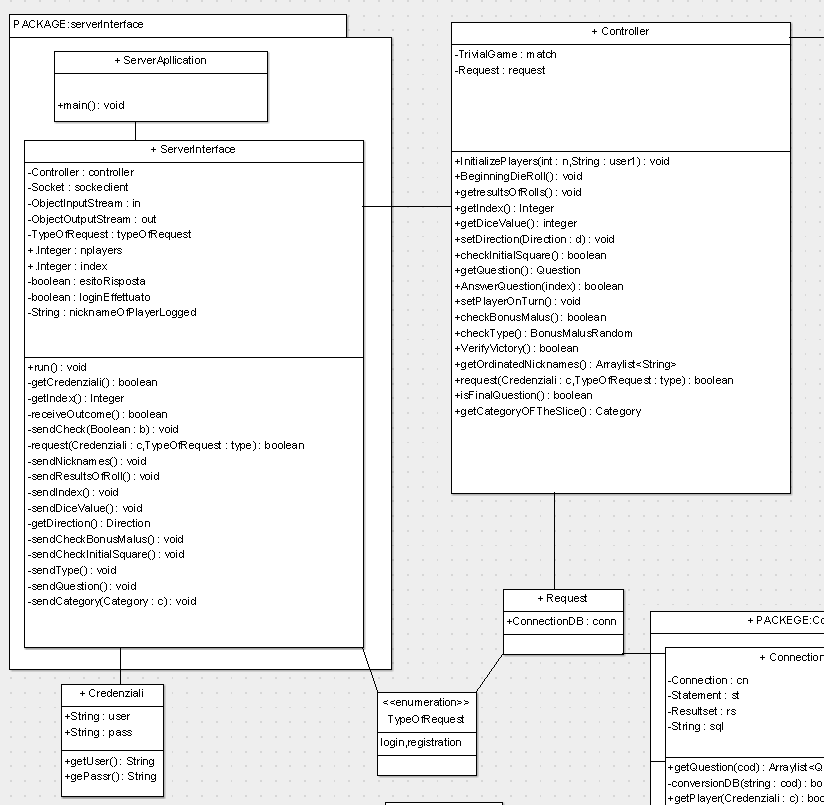 PACKAGE:serverInterface
+ ServerApllication
+main() : void
+ ServerInterface
-Controller : controller
-Socket : sockeclient
-ObjectInputStream : in
-ObjectOutputStream : out
-TypeOfRequest : typeOfRequest
+.Integer : nplayers
+.Integer : index
-boolean : esitoRisposta
-boolean : loginEffettuato
-String : nicknameOfPlayerLogged
+run() : void
-getCredenziali() : boolean
-getIndex() : Integer
-receiveOutcome() : boolean
-sendCheck(Boolean : b) : void
-request(Credenziali : c,TypeOfRequest : type) : boolean
-sendNicknames() : void
-sendResultsOfRoll() : void
-sendIndex() : void
-sendDiceValue() : void
-getDirection() : Direction
-sendCheckBonusMalus() : void
-sendCheckInitialSquare() : void
-sendType() : void
-sendQuestion() : void
-sendCategory(Category : c) : void
+ Credenziali
+String : user
+String : pass
+getUser() : String
+gePassr() : String
+ Controller
-TrivialGame : match
-Request : request
+InitializePlayers(int : n,String : user1) : void
+BeginningDieRoll() : void
+getresultsOfRolls() : void
+getIndex() : Integer
+getDiceValue() : integer
+setDirection(Direction : d) : void
+checkInitialSquare() : boolean
+getQuestion() : Question
+AnswerQuestion(index) : boolean
+setPlayerOnTurn() : void
+checkBonusMalus() : boolean
+checkType() : BonusMalusRandom
+VerifyVictory() : boolean
+getOrdinatedNicknames() : Arraylist<String>
+request(Credenziali : c,TypeOfRequest : type) : boolean
+isFinalQuestion() : boolean
+getCategoryOFTheSlice() : Category
+ Request
+ConnectionDB : conn
<<enumeration>>
TypeOfRequest
login,registration
+ PACKEGE:Co
+ Connection
-Connection : cn
-Statement : st
-Resultset : rs
-String : sql
+getQuestion(cod) : Arraylist<Q
-conversionDB(string : cod) : bo
+getPlayer(Credenziali : c) : boo